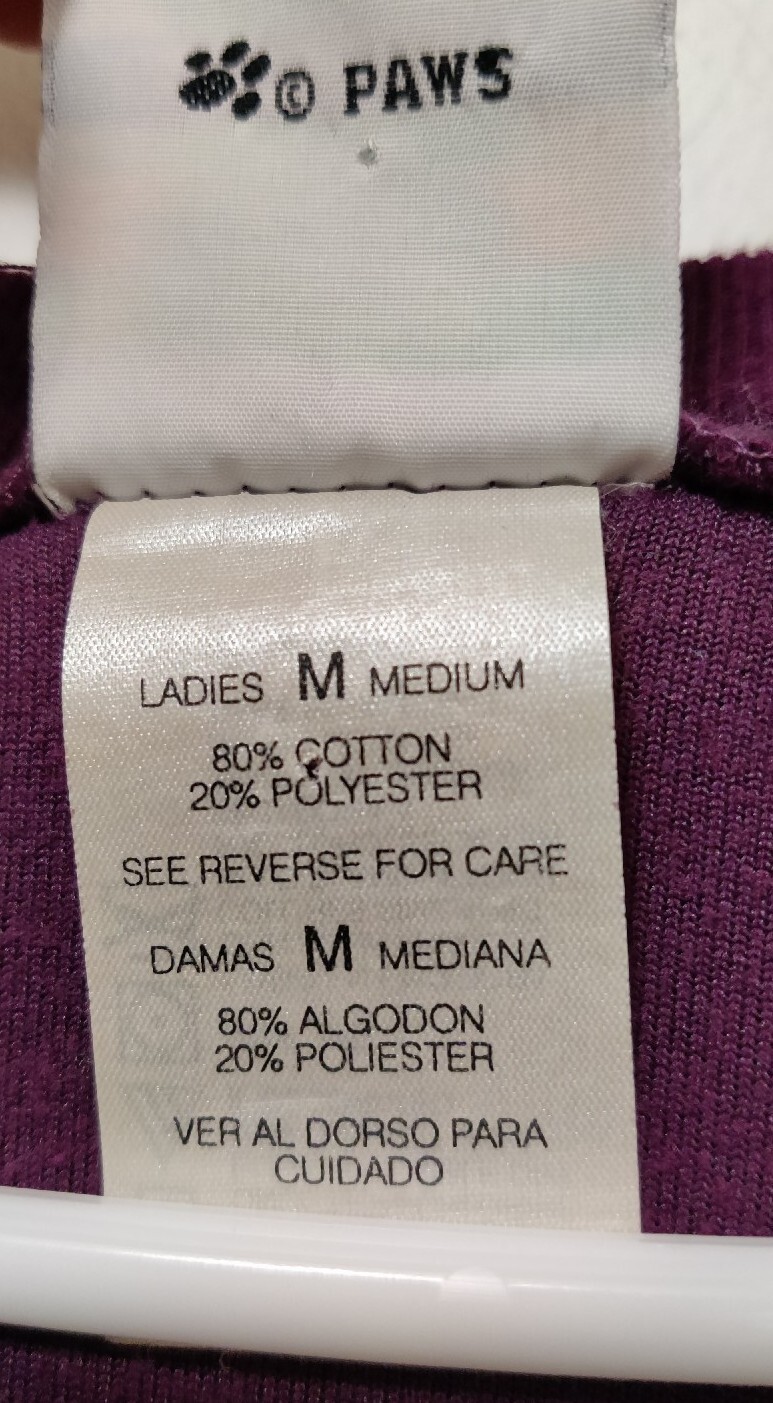 © PAWS
LADIES M MEDIUM
80% COTTON
20% POLYESTER
SEE REVERSE FOR CARE
DAMAS M MEDIANA
80% ALGODON
20% POLIESTER
VER AL DORSO PARA
CUIDADO